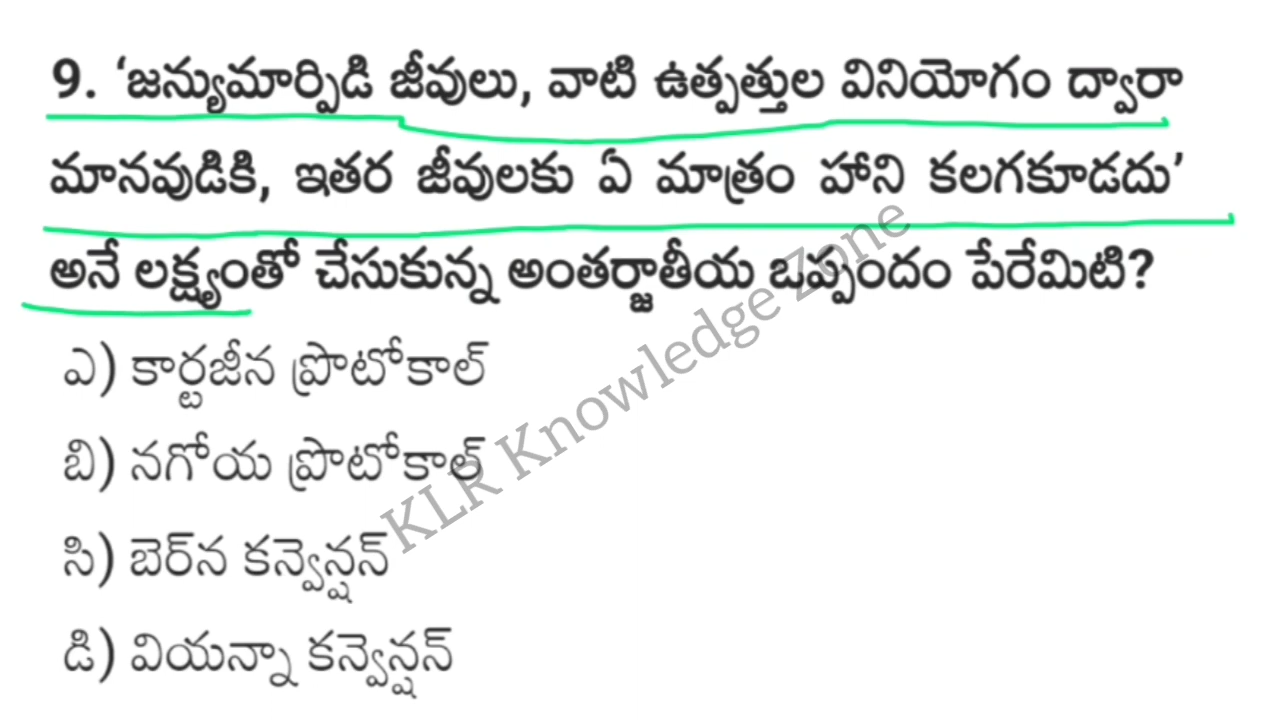 9. ‘జన్యుమార్పిడి జీవులు, వాటి ఉత్పత్తుల వినియోగం ద్వారా
మానవుడికి, ఇతర జీవులకు ఏ మాత్రం హాని కలగకూడదు’
అనే లక్ష్యంతో చేసుకున్న అంతర్జాతీయ ఒప్పందం పేరేమిటి?
ఎ) కార్టజీన ప్రొటోకాల్
బి) నగోయ ప్రొటోకాల్
సి) బెర్‌న కన్వెన్షన్
డి) వియన్నా కన్వెన్షన్
KLR Knowledge Zone